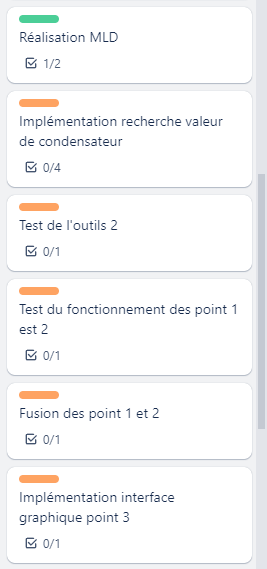 Réalisation MLD
1/2
Implémentation recherche valeur
de condensateur
0/4
Test de l'outils 2
0/1
Test du fonctionnement des point 1
est 2
0/1
Fusion des point 1 et 2
0/1
Implémentation interface
graphique point 3
0/1